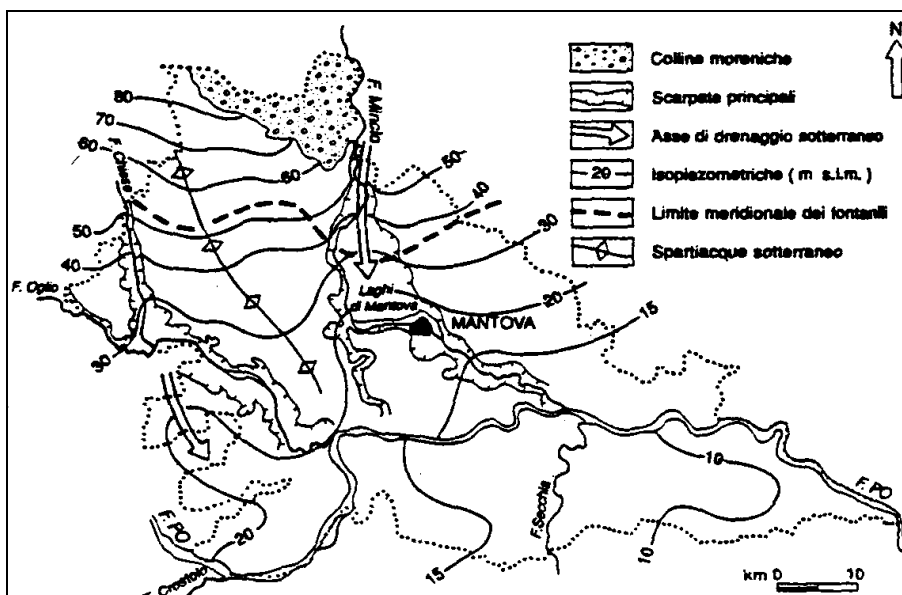 N
Colline moreniche
Scarpate principali
Asse di drenaggio sotterraneo
20 Isopiezometriche ( m s.l.m. )
Limite meridionale dei fontanili
Spartiacque sotterraneo
80
70
60
F. Mincio
F. Chiese
60
50
40
50
30
40
F. Oglio
Laghi
di Mantova
20
MANTOVA
15
30
10
F. Secchia
F. PO
F. PO
20
15
10
F. Crostolo
km 0 10